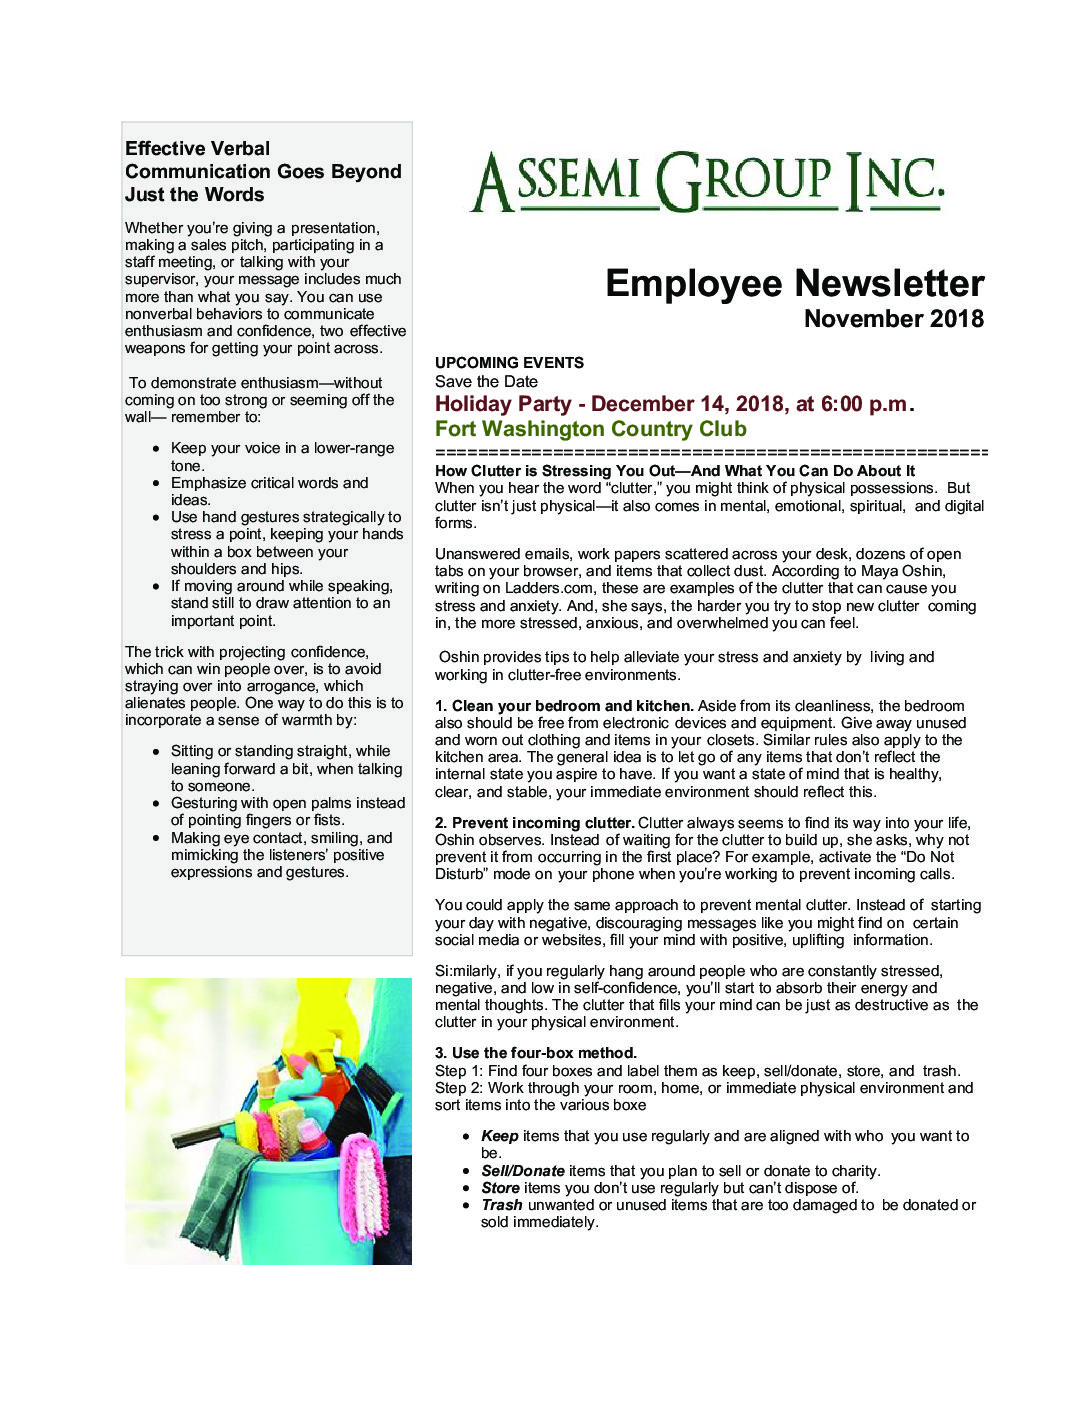 Effective Verbal
Communication Goes Beyond
Just the Words
Whether you’re giving a presentation,
making a sales pitch, participating in a
staff meeting, or talking with your
supervisor, your message includes much
more than what you say. You can use
nonverbal behaviors to communicate
enthusiasm and confidence, two effective
weapons for getting your point across.
To demonstrate enthusiasm—without
coming on too strong or seeming off the
wall— remember to:
• Keep your voice in a lower-range
tone.
• Emphasize critical words and
ideas.
• Use hand gestures strategically to
stress a point, keeping your hands
within a box between your
shoulders and hips.
• If moving around while speaking,
stand still to draw attention to an
important point.
The trick with projecting confidence,
which can win people over, is to avoid
straying over into arrogance, which
alienates people. One way to do this is to
incorporate a sense of warmth by:
• Sitting or standing straight, while
leaning forward a bit, when talking
to someone.
• Gesturing with open palms instead
of pointing fingers or fists.
• Making eye contact, smiling, and
mimicking the listeners’ positive
expressions and gestures.
ASSEMI GROUP INC.
Employee Newsletter
November 2018
UPCOMING EVENTS
Save the Date
Holiday Party - December 14, 2018, at 6:00 p.m.
Fort Washington Country Club
====================================================
How Clutter is Stressing You Out—And What You Can Do About It
When you hear the word “clutter,” you might think of physical possessions. But
clutter isn’t just physical—it also comes in mental, emotional, spiritual, and digital
forms.
Unanswered emails, work papers scattered across your desk, dozens of open
tabs on your browser, and items that collect dust. According to Maya Oshin,
writing on Ladders.com, these are examples of the clutter that can cause you
stress and anxiety. And, she says, the harder you try to stop new clutter coming
in, the more stressed, anxious, and overwhelmed you can feel.
Oshin provides tips to help alleviate your stress and anxiety by living and
working in clutter-free environments.
1. Clean your bedroom and kitchen. Aside from its cleanliness, the bedroom
also should be free from electronic devices and equipment. Give away unused
and worn out clothing and items in your closets. Similar rules also apply to the
kitchen area. The general idea is to let go of any items that don’t reflect the
internal state you aspire to have. If you want a state of mind that is healthy,
clear, and stable, your immediate environment should reflect this.
2. Prevent incoming clutter. Clutter always seems to find its way into your life,
Oshin observes. Instead of waiting for the clutter to build up, she asks, why not
prevent it from occurring in the first place? For example, activate the “Do Not
Disturb” mode on your phone when you’re working to prevent incoming calls.
You could apply the same approach to prevent mental clutter. Instead of starting
your day with negative, discouraging messages like you might find on certain
social media or websites, fill your mind with positive, uplifting information.
Si:milarly, if you regularly hang around people who are constantly stressed,
negative, and low in self-confidence, you’ll start to absorb their energy and
mental thoughts. The clutter that fills your mind can be just as destructive as the
clutter in your physical environment.
3. Use the four-box method.
Step 1: Find four boxes and label them as keep, sell/donate, store, and trash.
Step 2: Work through your room, home, or immediate physical environment and
sort items into the various boxe
• Keep items that you use regularly and are aligned with who you want to
be.
• Sell/Donate items that you plan to sell or donate to charity.
• Store items you don’t use regularly but can’t dispose of.
• Trash unwanted or unused items that are too damaged to be donated or
sold immediately.